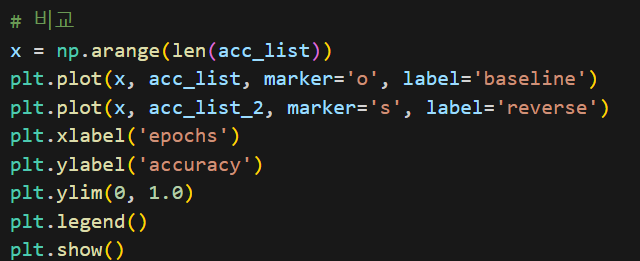 # 비교
x = np.arange(len(acc_list))
plt.plot(x, acc_list, marker='o', label='baseline')
plt.plot(x, acc_list_2, marker='s', label='reverse')
plt.xlabel('epochs')
plt.ylabel('accuracy')
plt.ylim(0, 1.0)
plt.legend()
plt.show()